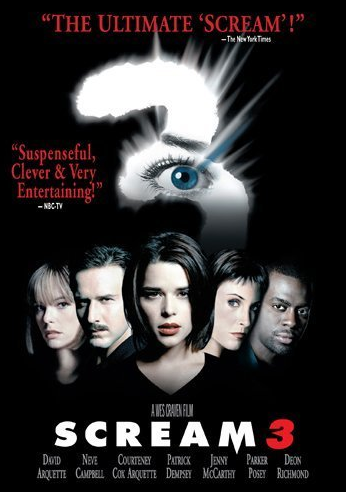 “THE ULTIMATE ‘SCREAM’!”
— The New York Times
“Suspenseful,
Clever & Very
Entertaining!”
— NBC-TV
A WES CRAVEN FILM
SCREAM 3
DAVID ARQUETTE NEVE CAMPBELL COURTENEY COX ARQUETTE PATRICK DEMPSEY JENNY McCARTHY PARKER POSEY DEON RICHMOND